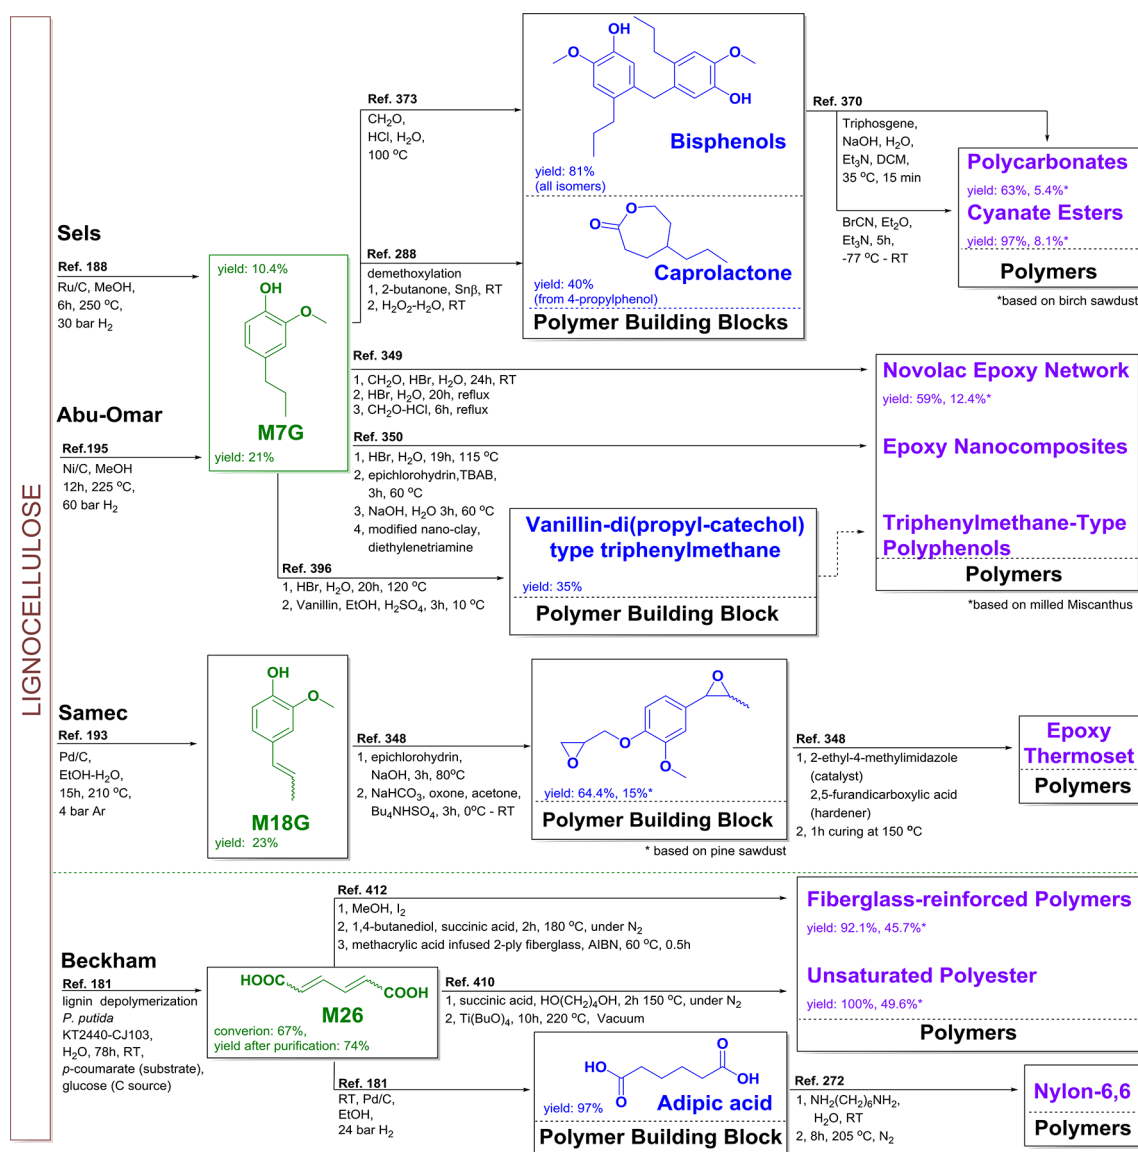 LIGNOCELLULOSE
Sels
Ref. 188
Ru/C, MeOH,
6h, 250 °C,
30 bar H2
Abu-Omar
Ref.195
Ni/C, MeOH
12h, 225 °C,
60 bar H2
yield: 10.4%
OH
O
M7G
yield: 21%
Ref. 373
CH2O,
HCl, H2O,
100 °C
Ref. 288
demethoxylation
1, 2-butanone, Snβ, RT
2, H2O2-H2O, RT
OH
O
O
OH
Bisphenols
yield: 81%
(all isomers)
O
O
Caprolactone
yield: 40%
(from 4-propylphenol)
Polymer Building Blocks
Ref. 370
Triphosgene,
NaOH, H2O,
Et3N, DCM,
35 °C, 15 min
BrCN, Et2O,
Et3N, 5h,
-77 °C - RT
Polycarbonates
yield: 63%, 5.4%*
Cyanate Esters
yield: 97%, 8.1%*
Polymers
*based on birch sawdust
Ref. 349
1, CH2O, HBr, H2O, 24h, RT
2, HBr, H2O, 20h, reflux
3, CH2O-HCl, 6h, reflux
Ref. 350
1, HBr, H2O, 19h, 115 °C
2, epichlorohydrin,TBAB,
3h, 60 °C
3, NaOH, H2O 3h, 60 °C
4, modified nano-clay,
diethylenetriamine
Ref. 396
1, HBr, H2O, 20h, 120 °C
2, Vanillin, EtOH, H2SO4, 3h, 10 °C
Vanillin-di(propyl-catechol)
type triphenylmethane
yield: 35%
Polymer Building Block
Novolac Epoxy Network
yield: 59%, 12.4%*
Epoxy Nanocomposites
Triphenylmethane-Type
Polyphenols
Polymers
*based on milled Miscanthus
Samec
Ref. 193
Pd/C,
EtOH-H2O,
15h, 210 °C,
4 bar Ar
OH
O
M18G
yield: 23%
Ref. 348
1, epichlorohydrin,
NaOH, 3h, 80°C
2, NaHCO3, oxone, acetone,
Bu4NHSO4, 3h, 0°C - RT
O
O
O
O
yield: 64.4%, 15%*
Polymer Building Block
* based on pine sawdust
Ref. 348
1, 2-ethyl-4-methylimidazole
(catalyst)
2,5-furandicarboxylic acid
(hardener)
2, 1h curing at 150 °C
Epoxy
Thermoset
Polymers
Beckham
Ref. 181
lignin depolymerization
P. putida
KT2440-CJ103,
H2O, 78h, RT,
p-coumarate (substrate),
glucose (C source)
HOOC
COOH
M26
converion: 67%,
yield after purification: 74%
Ref. 412
1, MeOH, I2
2, 1,4-butanediol, succinic acid, 2h, 180 °C, under N2
3, methacrylic acid infused 2-ply fiberglass, AIBN, 60 °C, 0.5h
Ref. 410
1, succinic acid, HO(CH2)4OH, 2h 150 °C, under N2
2, Ti(BuO)4, 10h, 220 °C, Vacuum
Fiberglass-reinforced Polymers
yield: 92.1%, 45.7%*
Unsaturated Polyester
yield: 100%, 49.6%*
Polymers
Ref. 181
RT, Pd/C,
EtOH,
24 bar H2
O
HO
OH
O
yield: 97%
Adipic acid
Polymer Building Block
Ref. 272
1, NH2(CH2)6NH2,
H2O, RT
2, 8h, 205 °C, N2
Nylon-6,6
Polymers